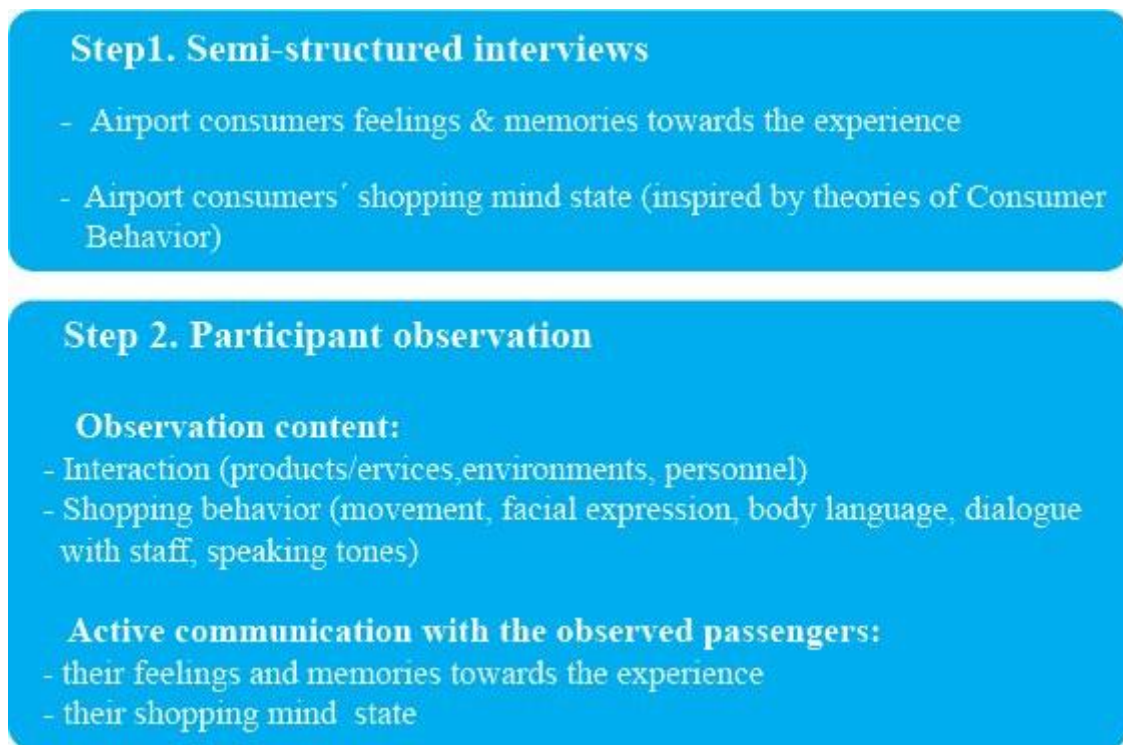 Step1. Semi-structured interviews
- Airport consumers feelings & memories towards the experience
- Airport consumers´ shopping mind state (inspired by theories of Consumer
Behavior)
Step 2. Participant observation
Observation content:
- Interaction (products/ervices,environments, personnel)
- Shopping behavior (movement, facial expression, body language, dialogue
with staff, speaking tones)
Active communication with the observed passengers:
- their feelings and memories towards the experience
- their shopping mind state